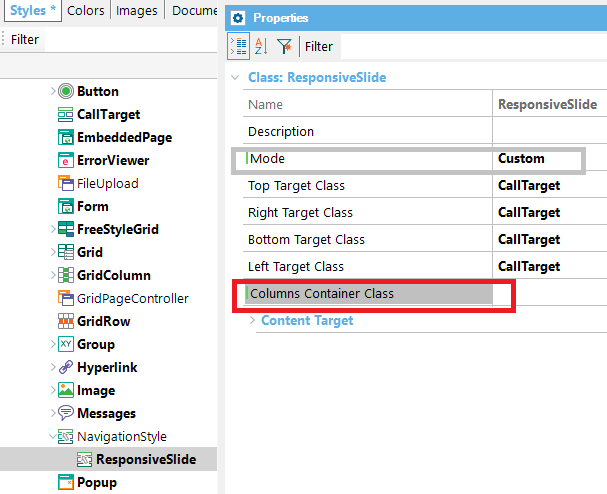 Styles *
Colors
Images
Documen
Filter
Button
CallTarget
EmbeddedPage
ErrorViewer
FileUpload
Form
FreeStyleGrid
Grid
GridColumn
GridPageController
GridRow
Group
Hyperlink
Image
Messages
NavigationStyle
ResponsiveSlide
Popup
Properties
Filter
Class: ResponsiveSlide
Name ResponsiveSlide
Description
Mode Custom
Top Target Class CallTarget
Right Target Class CallTarget
Bottom Target Class CallTarget
Left Target Class CallTarget
Columns Container Class
Content Target